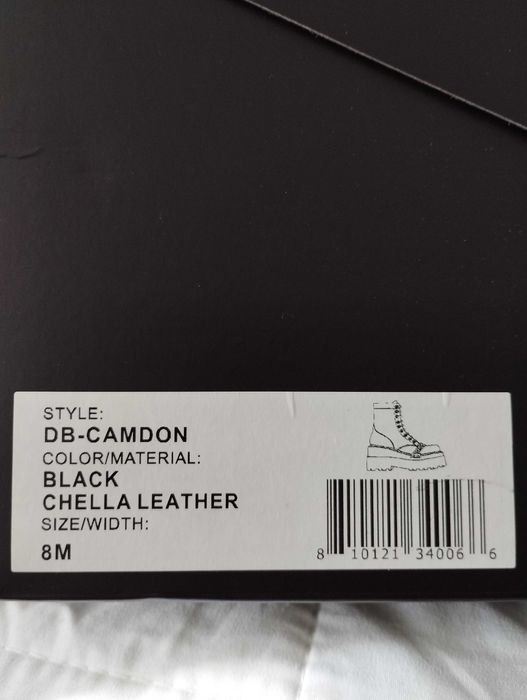 STYLE:
DB-CAMDON
COLOR/MATERIAL:
BLACK
CHELLA LEATHER
SIZE/WIDTH:
8M
8 10121 34006 6